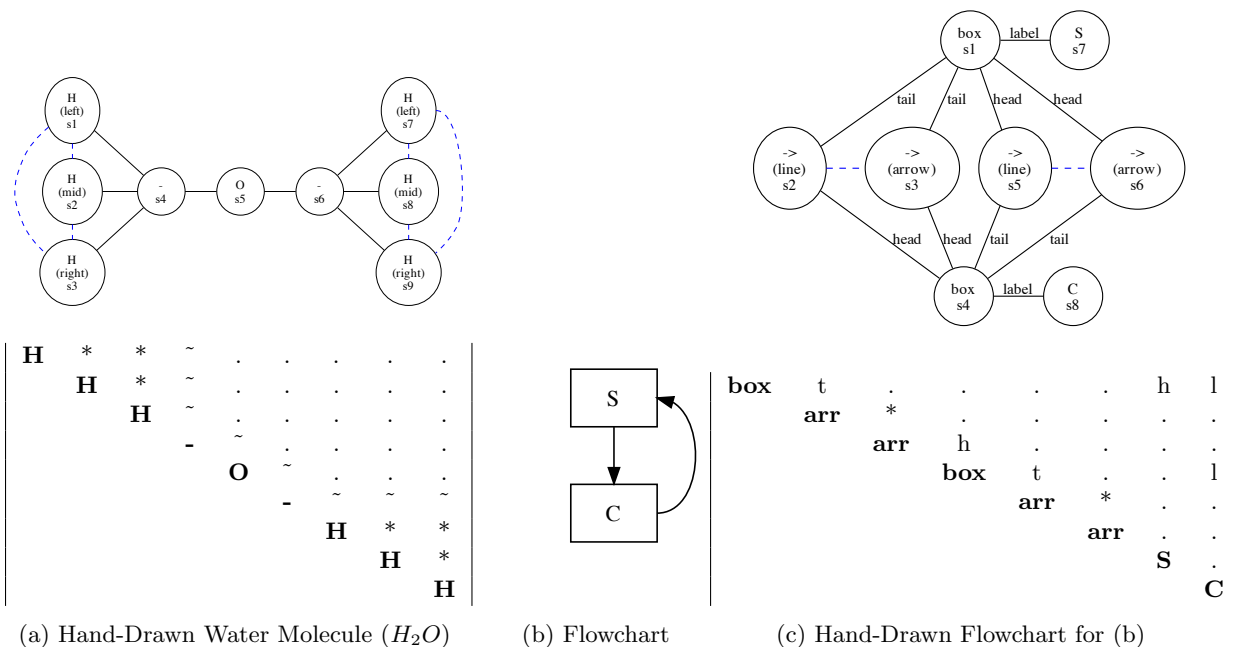 box
s1
label
S
s7
tail
tail
head
head
H
(left)
s1
H
(mid)
s2
H
(right)
s3
-
s4
O
s5
-
s6
H
(left)
s7
H
(mid)
s8
H
(right)
s9
->
(line)
s2
->
(arrow)
s3
->
(line)
s5
->
(arrow)
s6
head
head
tail
tail
box
s4
label
C
s8
H * * ~ . . . . .
H * ~ . . . . .
H ~ . . . . .
- ~ . . . .
O ~ . . .
- ~ ~ ~
H * *
H *
H
S
C
box t . . . . h l
arr * . . . . .
arr h . . . .
box t . . l
arr * . .
arr . .
S .
C
(a) Hand-Drawn Water Molecule (H2O)
(b) Flowchart
(c) Hand-Drawn Flowchart for (b)